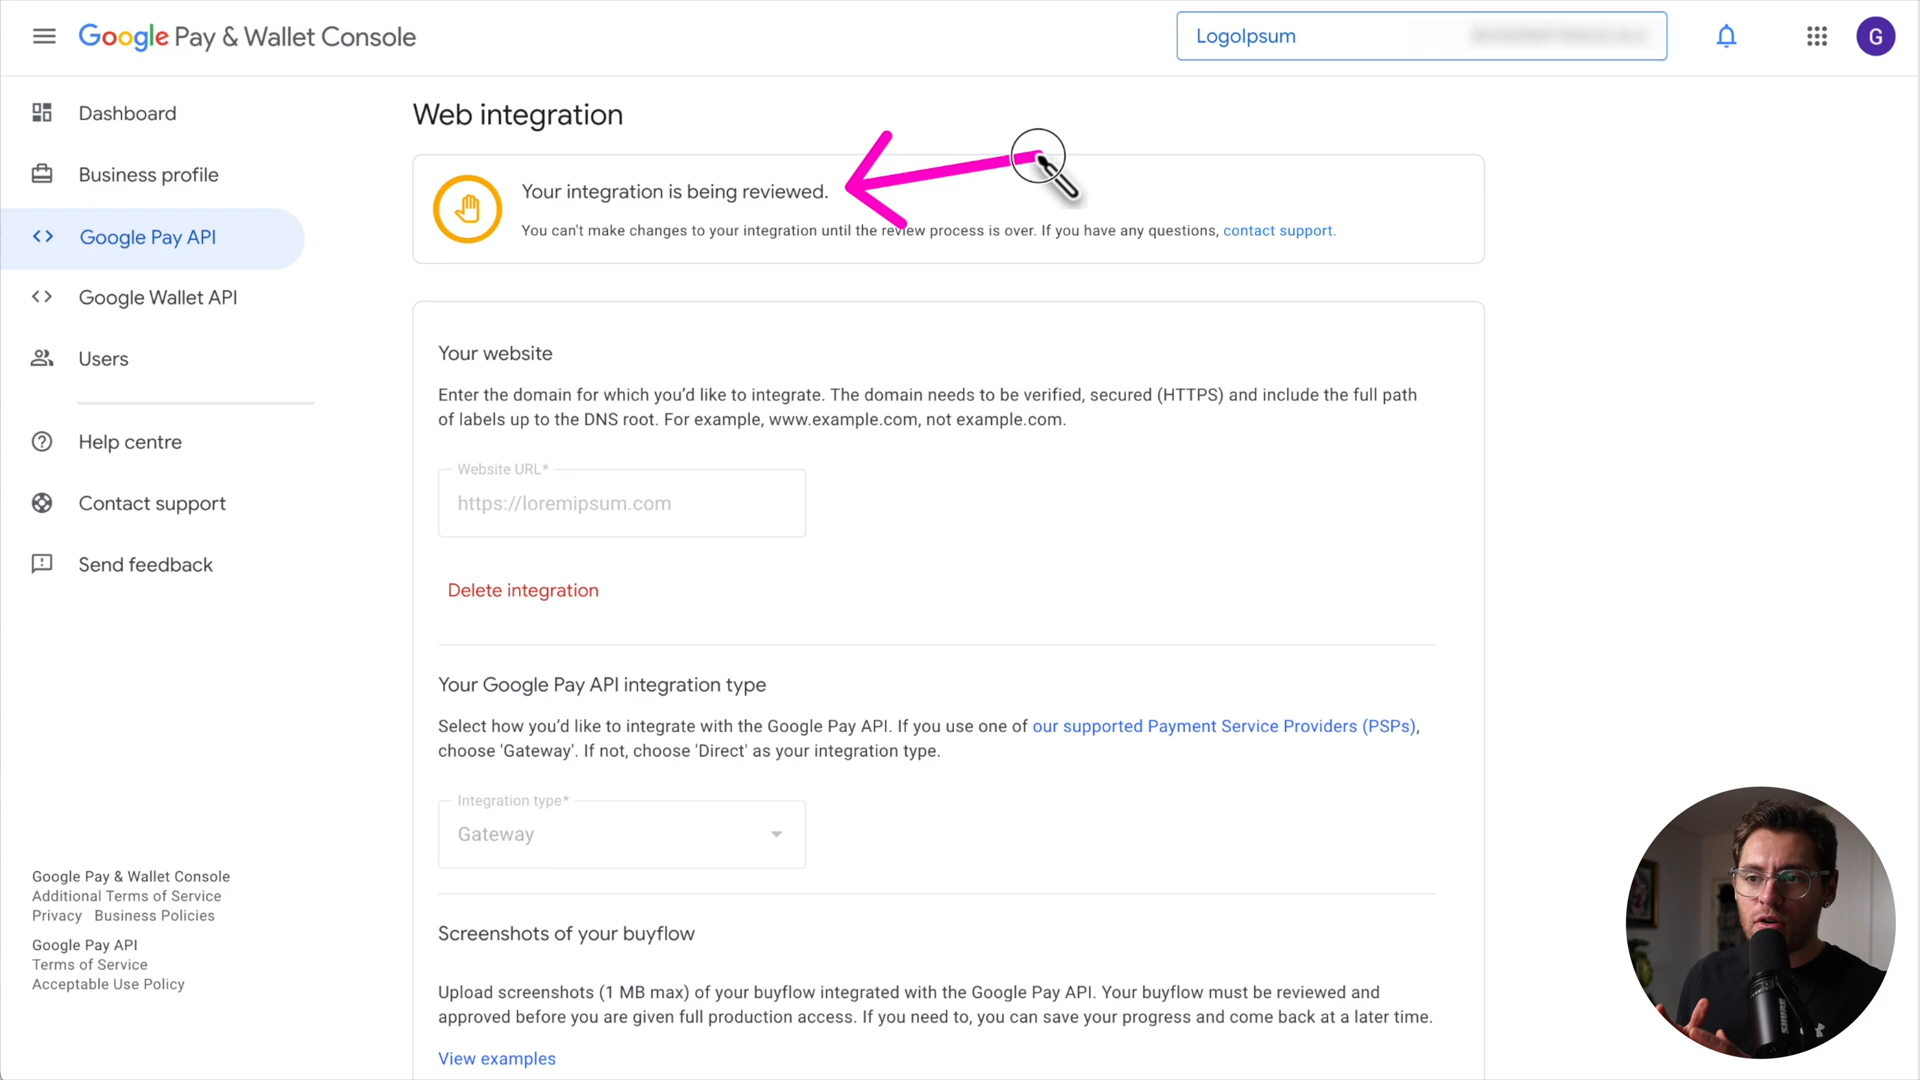 Google Pay & Wallet Console
LogoIpsum
G
Dashboard
Business profile
Google Pay API
Google Wallet API
Users
Help centre
Contact support
Send feedback
Google Pay & Wallet Console
Additional Terms of Service
Privacy Business Policies
Google Pay API
Terms of Service
Acceptable Use Policy
Web integration
Your integration is being reviewed.
You can't make changes to your integration until the review process is over. If you have any questions, contact support.
Your website
Enter the domain for which you’d like to integrate. The domain needs to be verified, secured (HTTPS) and include the full path
of labels up to the DNS root. For example, www.example.com, not example.com.
Website URL*
https://loremipsum.com
Delete integration
Your Google Pay API integration type
Select how you’d like to integrate with the Google Pay API. If you use one of our supported Payment Service Providers (PSPs),
choose 'Gateway'. If not, choose 'Direct' as your integration type.
Integration type*
Gateway
Screenshots of your buyflow
Upload screenshots (1 MB max) of your buyflow integrated with the Google Pay API. Your buyflow must be reviewed and
approved before you are given full production access. If you need to, you can save your progress and come back at a later time.
View examples
SHURE